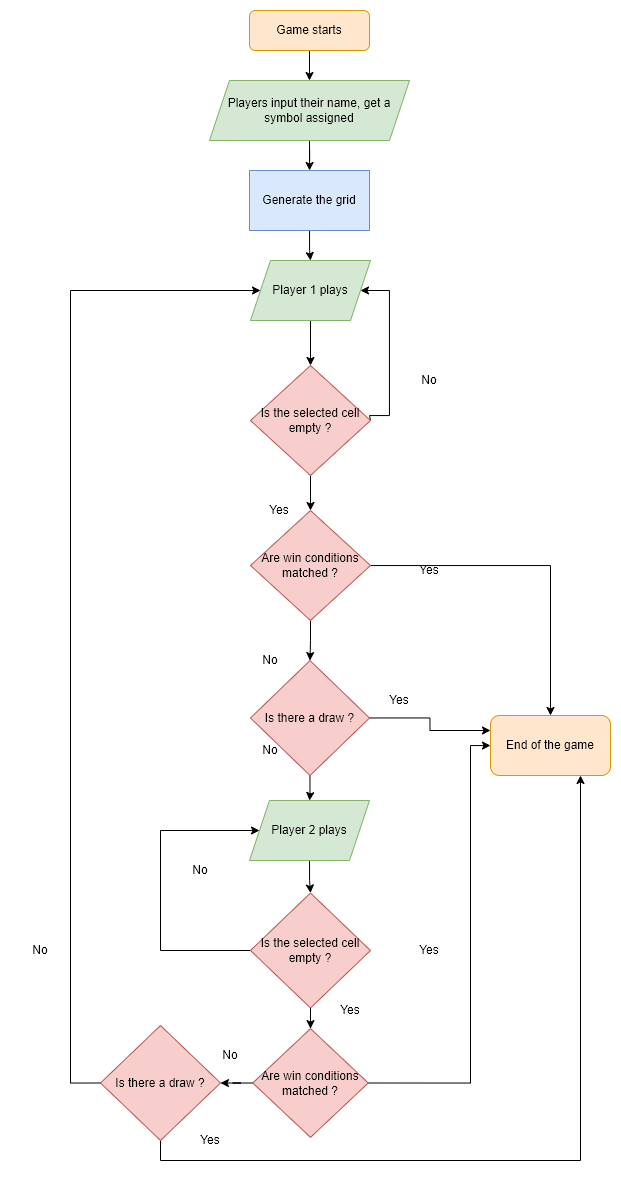 Game starts
Players input their name, get a
symbol assigned
Generate the grid
Player 1 plays
No
Is the selected cell
empty ?
Yes
Are win conditions
matched ?
Yes
No
Is there a draw ?
Yes
No
End of the game
Player 2 plays
No
Is the selected cell
empty ?
No
Yes
Yes
Are win conditions
matched ?
No
Is there a draw ?
Yes